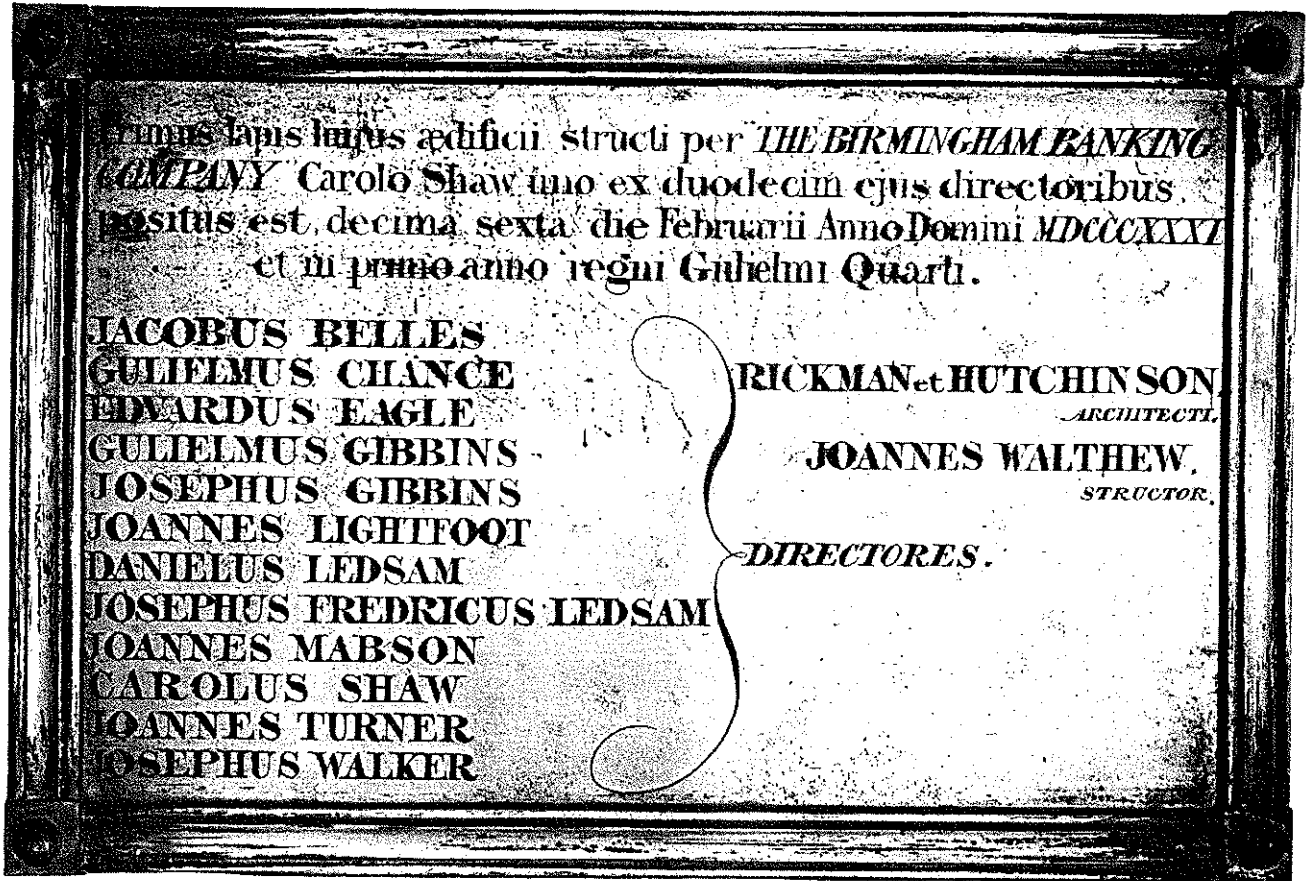 Primus lapis hujus ædificii structi per THE BIRMINGHAM BANKING
COMPANY Carolo Shaw uno ex duodecim ejus directoribus
positus est, decima sexta die Februarii Anno Domini MDCCCXXXI
et in primo anno regni Gulielmi Quarti.
JACOBUS BELLES
GULIELMUS CHANCE
EDVARDUS EAGLE
GULIELMUS GIBBINS
JOSEPHUS GIBBINS
JOANNES LIGHTFOOT
DANIELUS LEDSAM
JOSEPHUS FREDRICUS LEDSAM
JOANNES MABSON
CAROLUS SHAW
JOANNES TURNER
JOSEPHUS WALKER
DIRECTORES.
RICKMAN et HUTCHINSON.
ARCHITECTI.
JOANNES WALTHEW.
STRUCTOR.